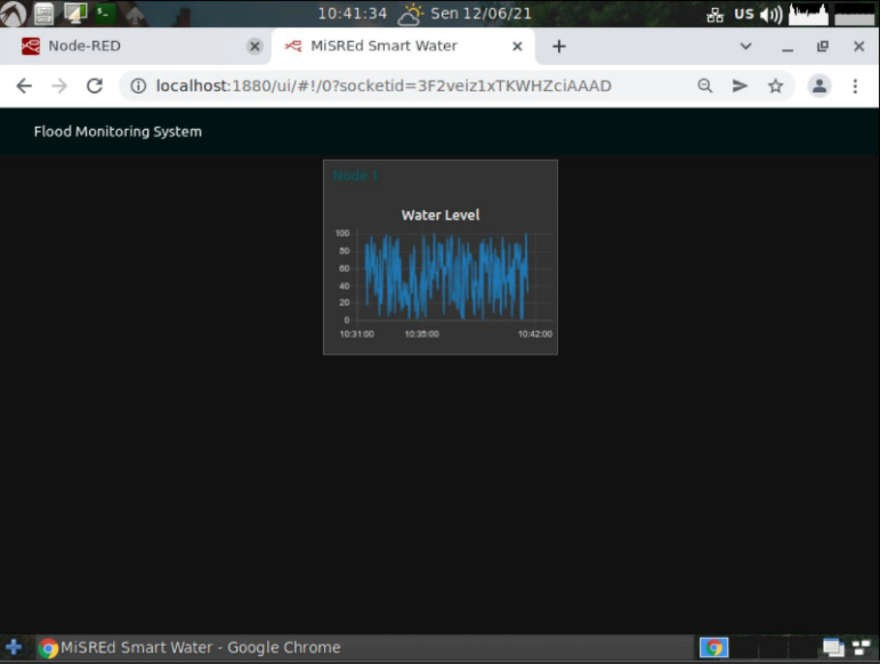 10:41:34 Sen 12/06/21 US
Node-RED MiSREd Smart Water
localhost:1880/ui/#!/0?socketid=3F2veiz1xTKWHZciAAAD
Flood Monitoring System
Node 1
Water Level
100
80
60
40
20
0
10:31:00 10:35:00 10:42:00
MiSREd Smart Water - Google Chrome